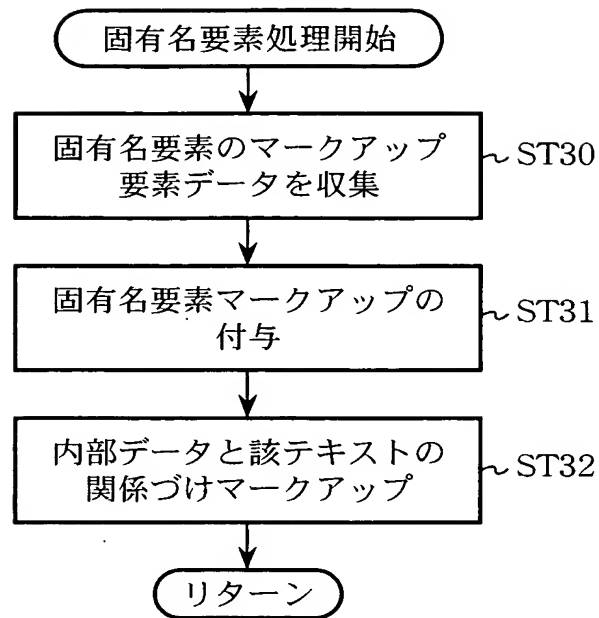 固有名要素処理開始
固有名要素のマークアップ
要素データを収集
ST30
固有名要素マークアップの
付与
ST31
内部データと該テキストの
関係づけマークアップ
ST32
リターン